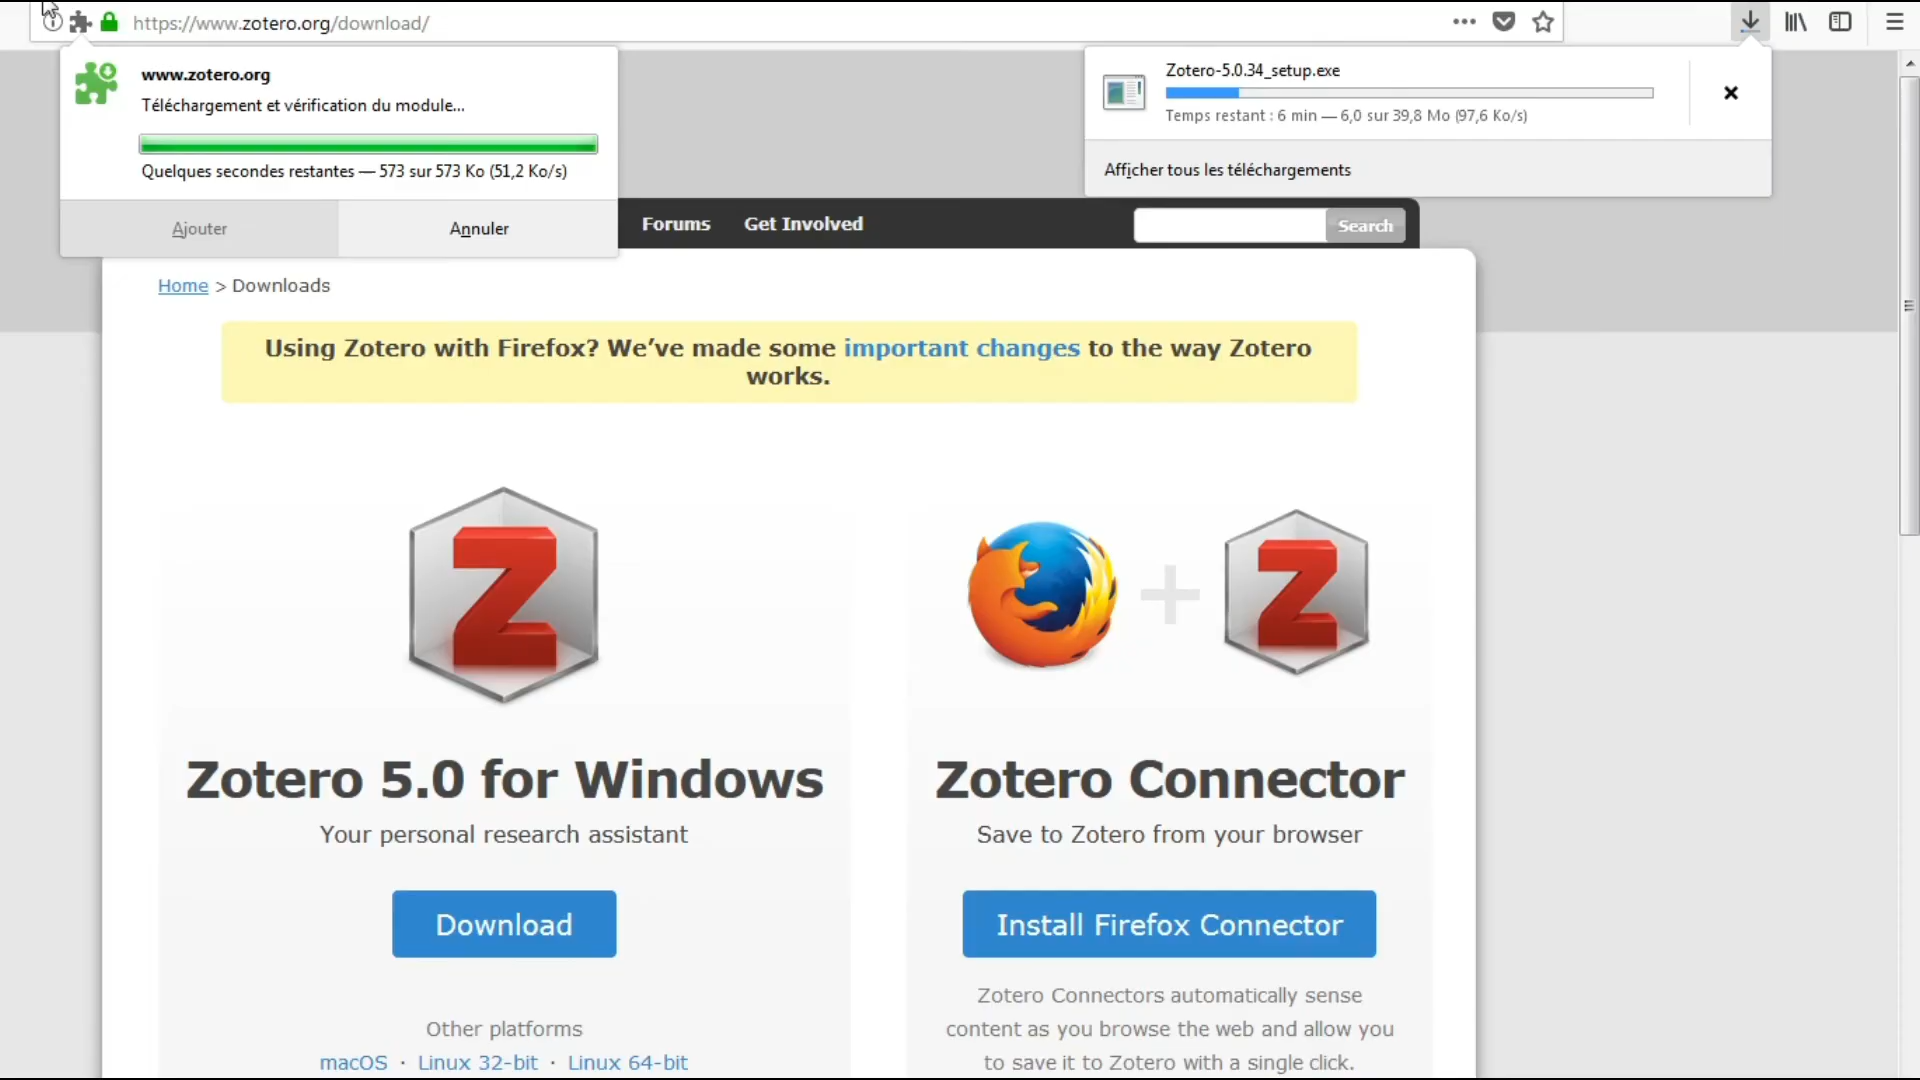 https://www.zotero.org/download/
www.zotero.org
Téléchargement et vérification du module...
Quelques secondes restantes — 573 sur 573 Ko (51,2 Ko/s)
Ajouter
Annuler
Zotero-5.0.34_setup.exe
Temps restant : 6 min — 6,0 sur 39,8 Mo (97,6 Ko/s)
Afficher tous les téléchargements
Forums
Get Involved
Search
Home > Downloads
Using Zotero with Firefox? We’ve made some important changes to the way Zotero
works.
Z
Z
Zotero 5.0 for Windows
Your personal research assistant
Download
Other platforms
macOS · Linux 32-bit · Linux 64-bit
Zotero Connector
Save to Zotero from your browser
Install Firefox Connector
Zotero Connectors automatically sense
content as you browse the web and allow you
to save it to Zotero with a single click.